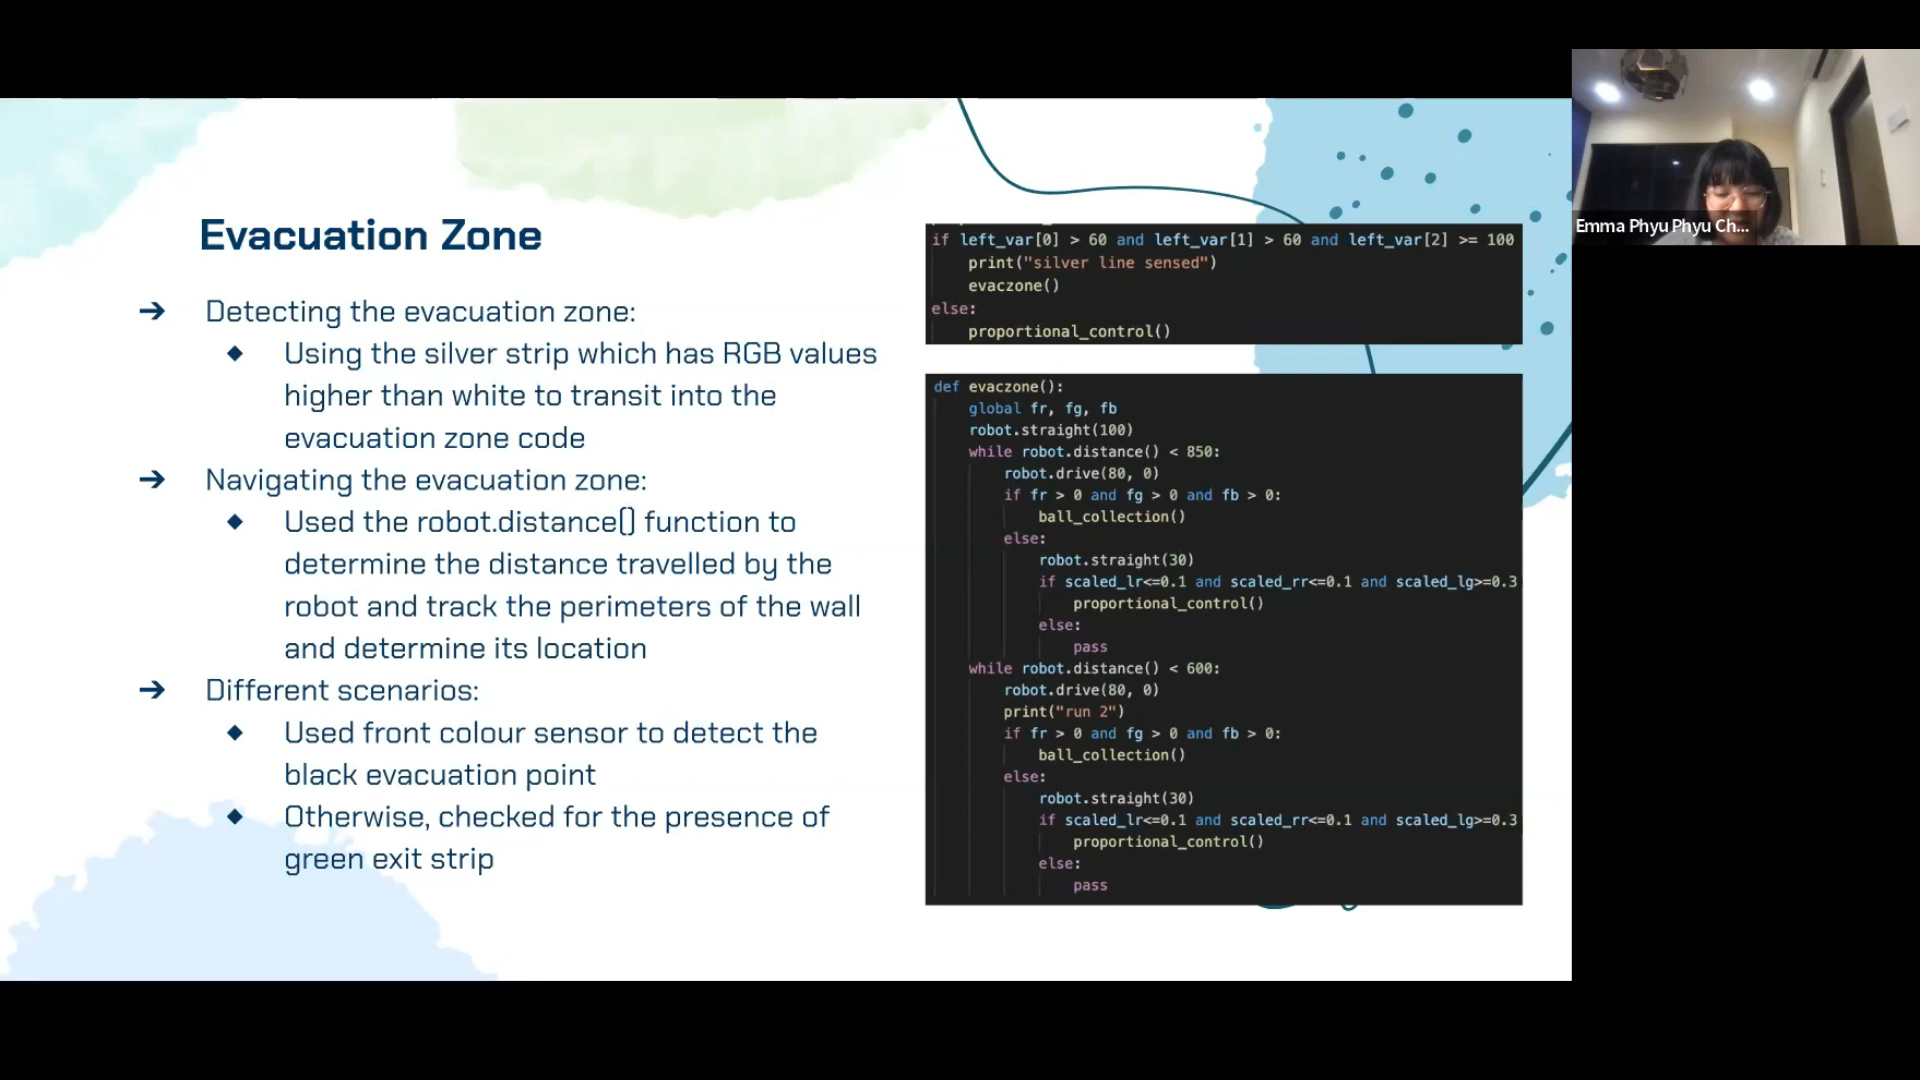 Evacuation Zone
➔ Detecting the evacuation zone:
◆ Using the silver strip which has RGB values
higher than white to transit into the
evacuation zone code
➔ Navigating the evacuation zone:
◆ Used the robot.distance() function to
determine the distance travelled by the
robot and track the perimeters of the wall
and determine its location
➔ Different scenarios:
◆ Used front colour sensor to detect the
black evacuation point
◆ Otherwise, checked for the presence of
green exit strip
if left_var[0] > 60 and left_var[1] > 60 and left_var[2] >= 100
print("silver line sensed")
evaczone()
else:
proportional_control()
def evaczone():
global fr, fg, fb
robot.straight(100)
while robot.distance() < 850:
robot.drive(80, 0)
if fr > 0 and fg > 0 and fb > 0:
ball_collection()
else:
robot.straight(30)
if scaled_lr<=0.1 and scaled_rr<=0.1 and scaled_lg>=0.3
proportional_control()
else:
pass
while robot.distance() < 600:
robot.drive(80, 0)
print("run 2")
if fr > 0 and fg > 0 and fb > 0:
ball_collection()
else:
robot.straight(30)
if scaled_lr<=0.1 and scaled_rr<=0.1 and scaled_lg>=0.3
proportional_control()
else:
pass
Emma Phyu Phyu Ch...